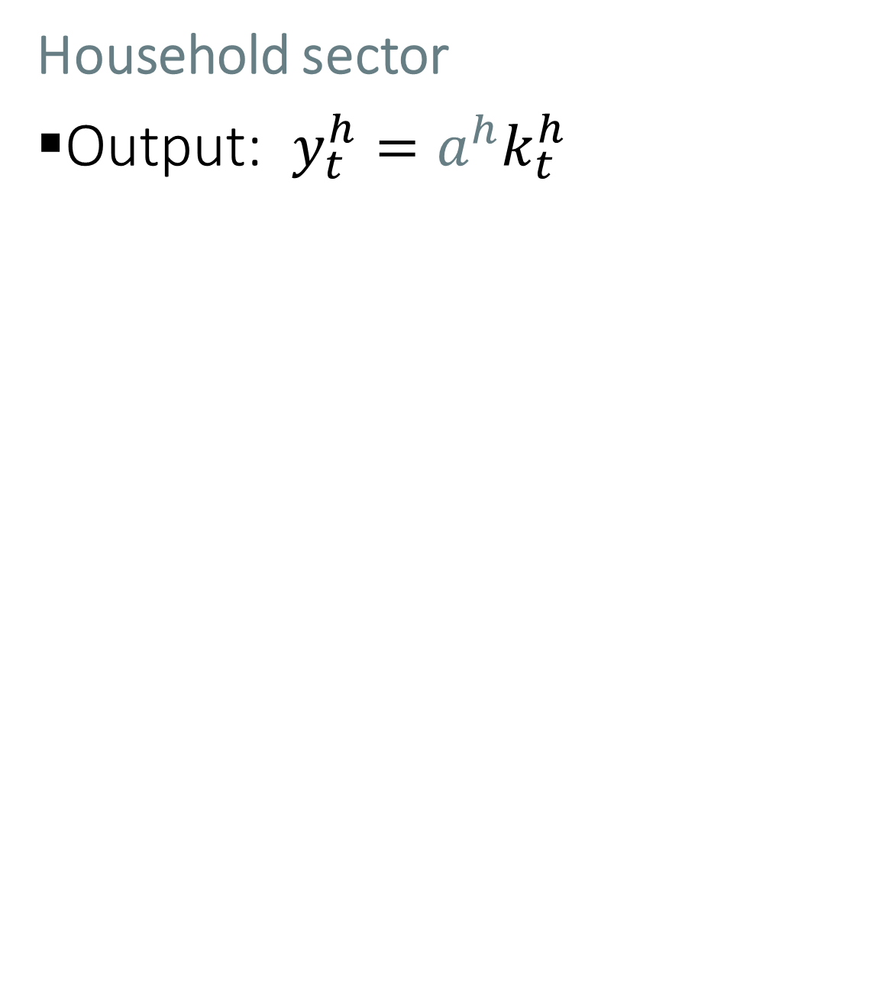 Household sector
▪Output: $y_t^h = a^h k_t^h$